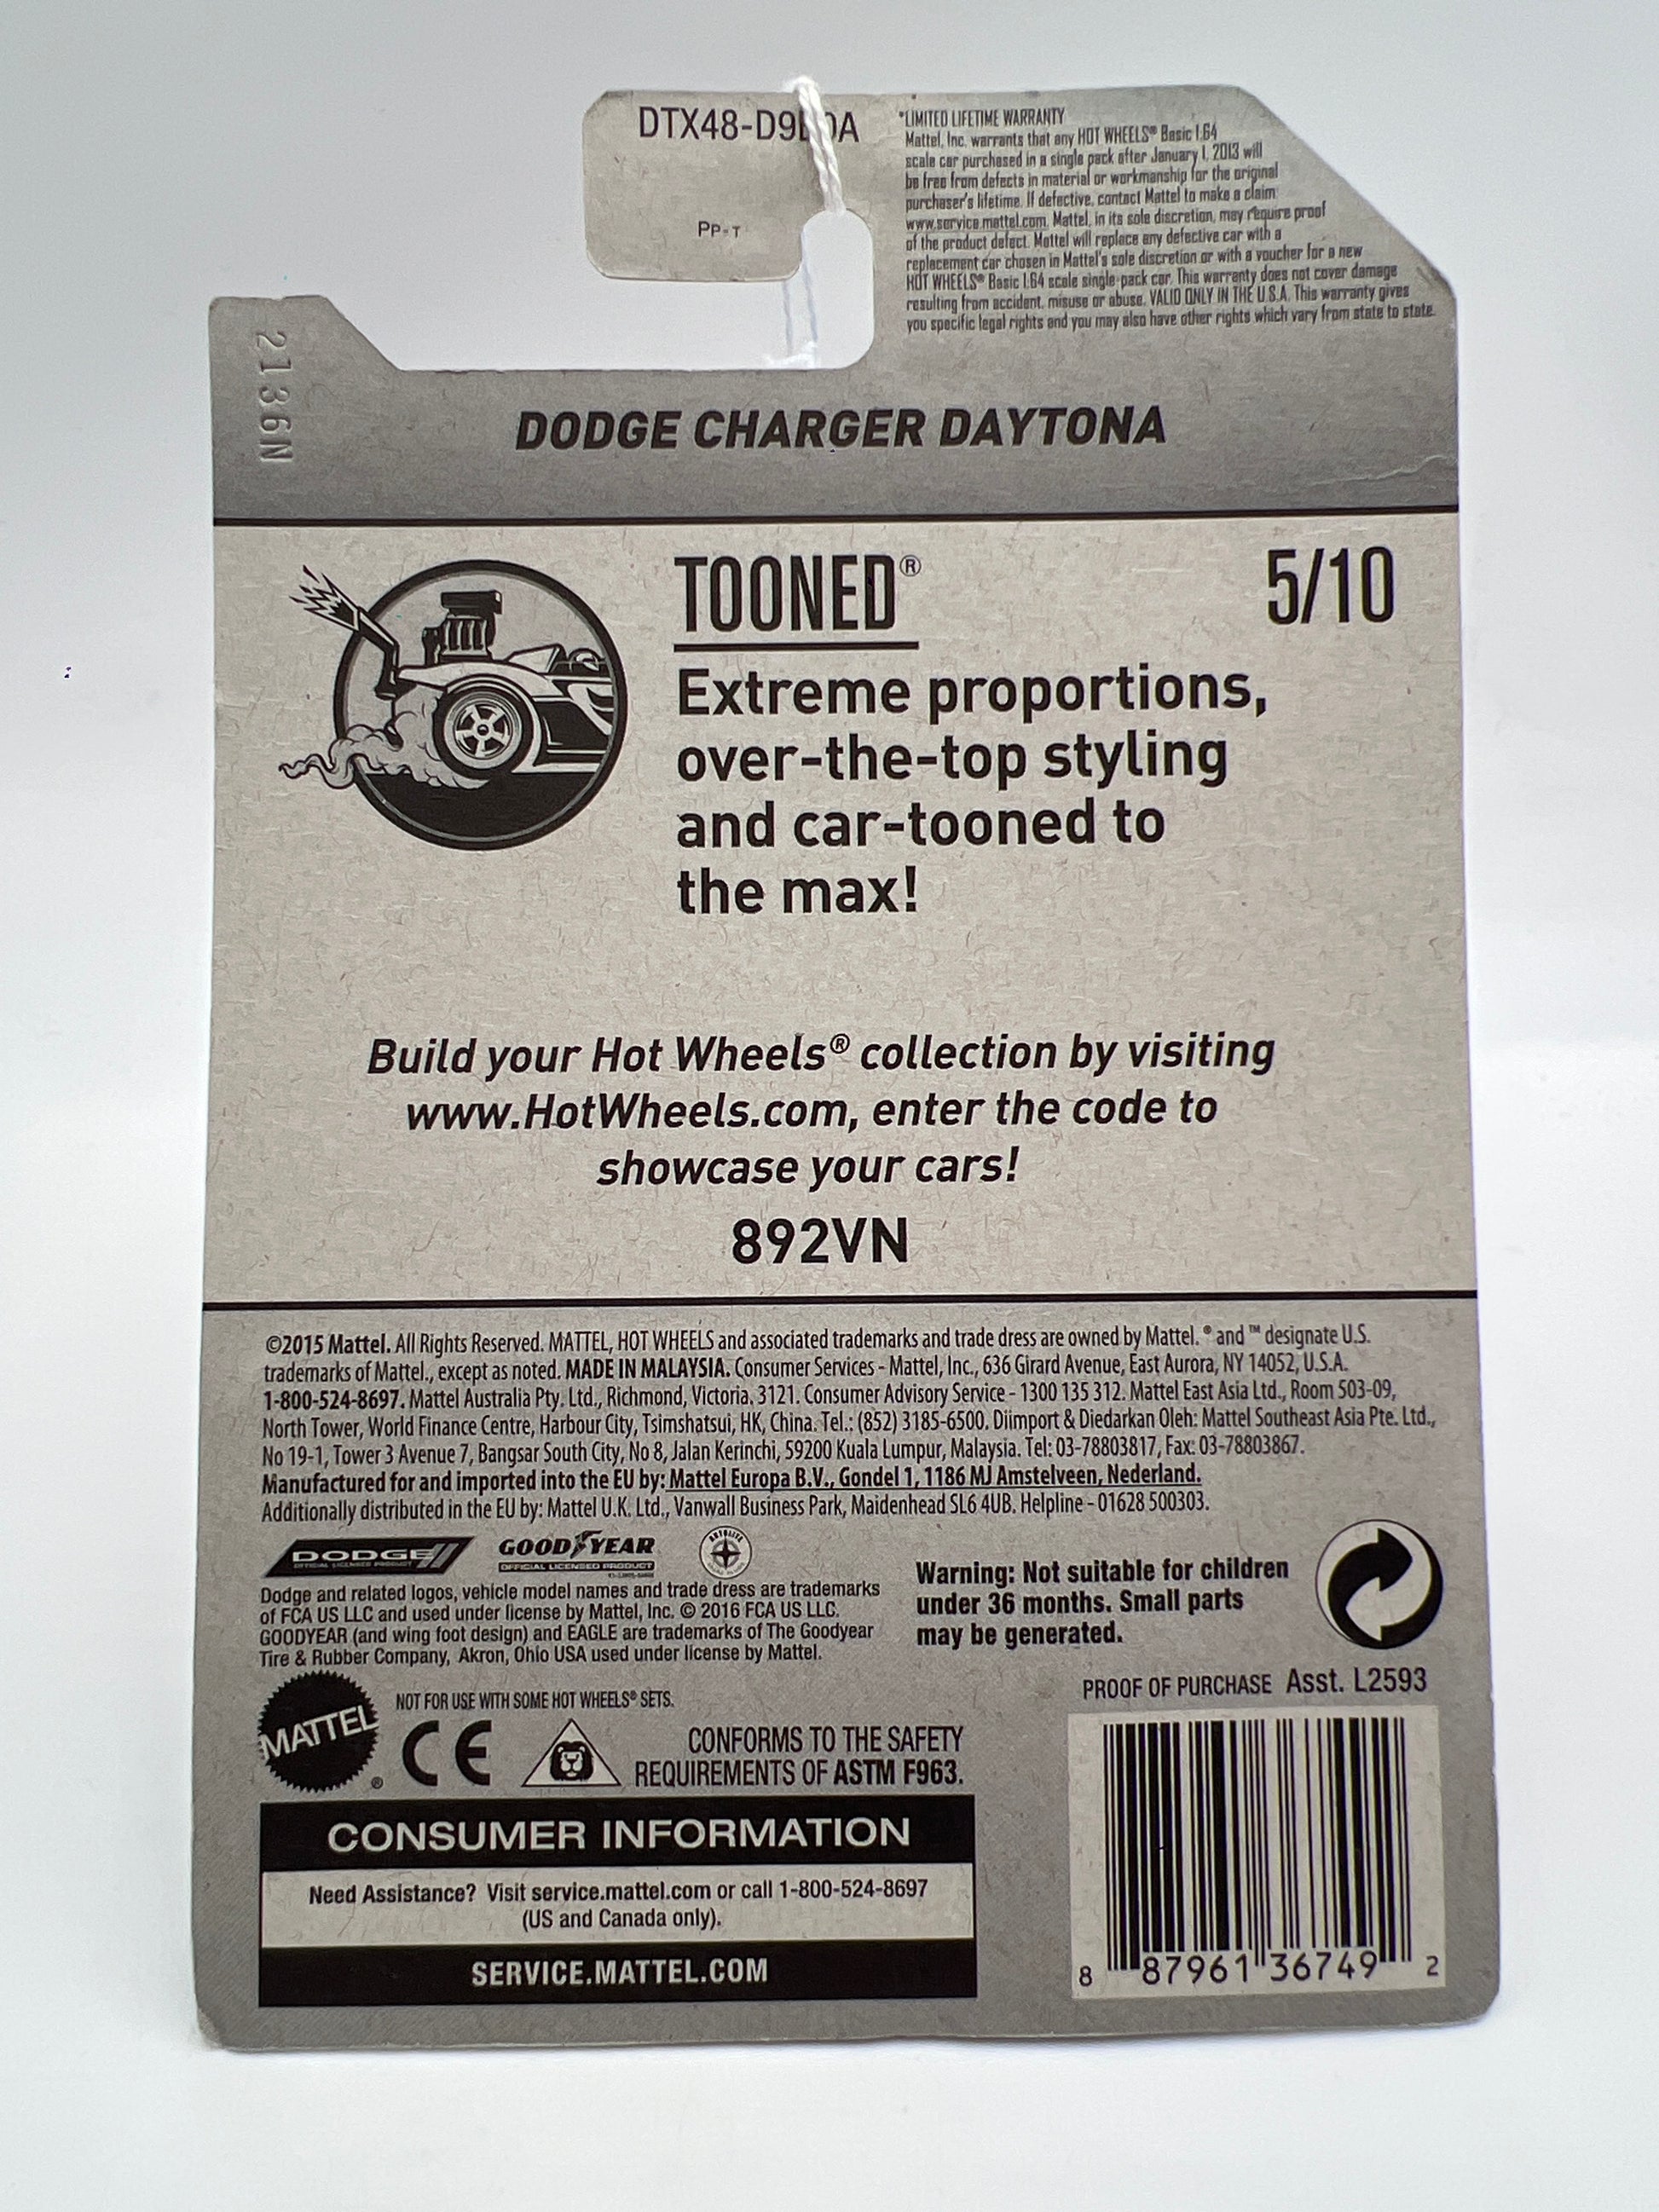 DTX48-D9
0A
PP-T
*LIMITED LIFETIME WARRANTY
Mattel, Inc. warrants that any HOT WHEELS® Basic 1:64
scale car purchased in a single pack after January 1, 2013 will
be free from defects in material or workmanship for the original
purchaser's lifetime. If defective, contact Mattel to make a claim:
www.service.mattel.com. Mattel, in its sole discretion, may require proof
of the product defect. Mattel will replace any defective car with a
replacement car chosen in Mattel's sole discretion or with a voucher for a new
HOT WHEELS® Basic 1:64 scale single-pack car. This warranty does not cover damage
resulting from accident, misuse or abuse. VALID ONLY IN THE U.S.A. This warranty gives
you specific legal rights and you may also have other rights which vary from state to state.
2136N
DODGE CHARGER DAYTONA
TOONED®
5/10
Extreme proportions,
over-the-top styling
and car-tooned to
the max!
Build your Hot Wheels® collection by visiting
www.HotWheels.com, enter the code to
showcase your cars!
892VN
©2015 Mattel. All Rights Reserved. MATTEL, HOT WHEELS and associated trademarks and trade dress are owned by Mattel. ® and ™ designate U.S.
trademarks of Mattel., except as noted. MADE IN MALAYSIA. Consumer Services - Mattel, Inc., 636 Girard Avenue, East Aurora, NY 14052, U.S.A.
1-800-524-8697. Mattel Australia Pty. Ltd., Richmond, Victoria. 3121. Consumer Advisory Service - 1300 135 312. Mattel East Asia Ltd., Room 503-09,
North Tower, World Finance Centre, Harbour City, Tsimshatsui, HK, China. Tel.: (852) 3185-6500. Diimport & Diedarkan Oleh: Mattel Southeast Asia Pte. Ltd.,
No 19-1, Tower 3 Avenue 7, Bangsar South City, No 8, Jalan Kerinchi, 59200 Kuala Lumpur, Malaysia. Tel: 03-78803817, Fax: 03-78803867.
Manufactured for and imported into the EU by: Mattel Europa B.V., Gondel 1, 1186 MJ Amstelveen, Nederland.
Additionally distributed in the EU by: Mattel U.K. Ltd., Vanwall Business Park, Maidenhead SL6 4UB. Helpline - 01628 500303.
DODGE
OFFICIAL LICENSED PRODUCT
GOODYEAR
OFFICIAL LICENSED PRODUCT
AUTOLITE
Dodge and related logos, vehicle model names and trade dress are trademarks
of FCA US LLC and used under license by Mattel, Inc. © 2016 FCA US LLC.
GOODYEAR (and wing foot design) and EAGLE are trademarks of The Goodyear
Tire & Rubber Company, Akron, Ohio USA used under license by Mattel.
Warning: Not suitable for children
under 36 months. Small parts
may be generated.
MATTEL®
NOT FOR USE WITH SOME HOT WHEELS® SETS.
CE
CONFORMS TO THE SAFETY
REQUIREMENTS OF ASTM F963.
PROOF OF PURCHASE Asst. L2593
CONSUMER INFORMATION
Need Assistance? Visit service.mattel.com or call 1-800-524-8697
(US and Canada only).
SERVICE.MATTEL.COM
8 87961 36749 2